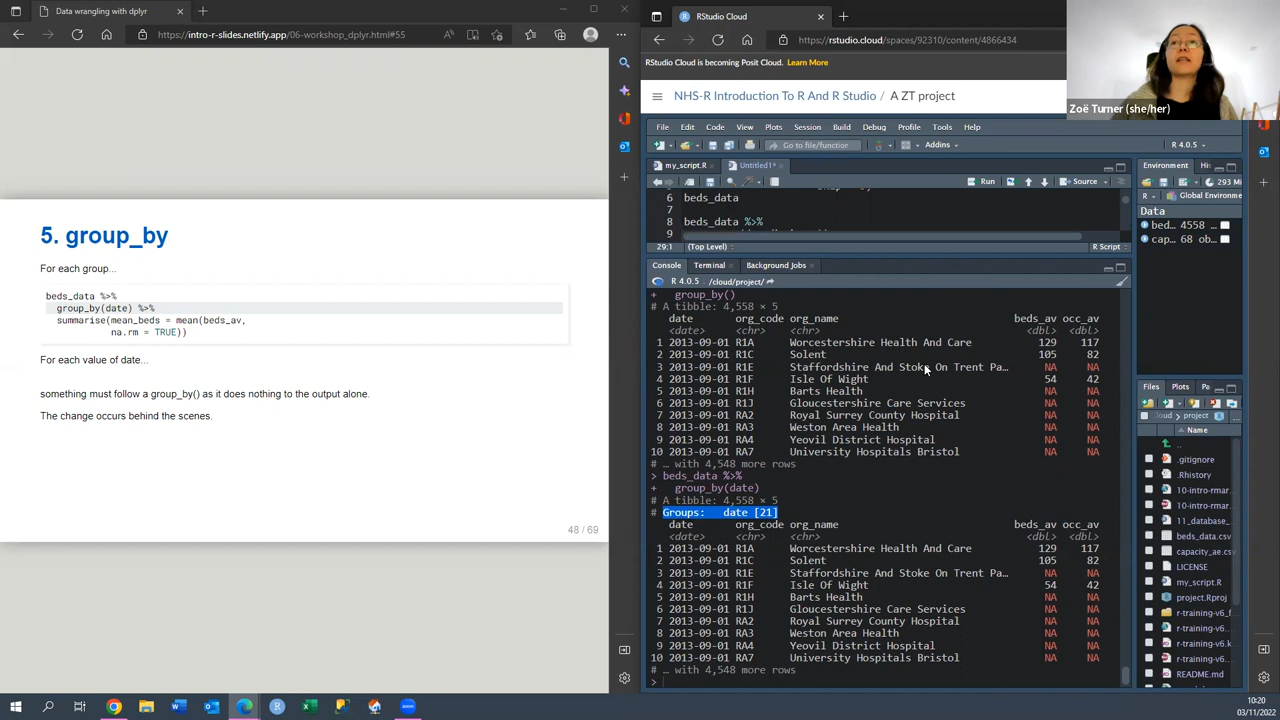 Data wrangling with dplyr
https://intro-r-slides.netlify.app/06-workshop_dplyr.html#55
5. group_by
For each group...
beds_data %>%
group_by(date) %>%
summarise(mean_beds = mean(beds_av,
na.rm = TRUE))
For each value of date...
something must follow a group_by() as it does nothing to the output alone.
The change occurs behind the scenes.
48 / 69
RStudio Cloud
https://rstudio.cloud/spaces/92310/content/4866434
RStudio Cloud is becoming Posit Cloud. Learn More
NHS-R Introduction To R And R Studio / A ZT project
Zoë Turner (she/her)
File Edit Code View Plots Session Build Debug Profile Tools Help
Go to file/function Addins R 4.0.5
my_script.R Untitled1*
Run Source
6 beds_data
7
8 beds_data %>%
9
29:1 (Top Level) R Script
Console Terminal Background Jobs
R 4.0.5 . /cloud/project/
+ group_by()
# A tibble: 4,558 × 5
date org_code org_name beds_av occ_av
<date> <chr> <chr> <dbl> <dbl>
1 2013-09-01 R1A Worcestershire Health And Care 129 117
2 2013-09-01 R1C Solent 105 82
3 2013-09-01 R1E Staffordshire And Stoke On Trent Pa… NA NA
4 2013-09-01 R1F Isle Of Wight 54 42
5 2013-09-01 R1H Barts Health NA NA
6 2013-09-01 R1J Gloucestershire Care Services NA NA
7 2013-09-01 RA2 Royal Surrey County Hospital NA NA
8 2013-09-01 RA3 Weston Area Health NA NA
9 2013-09-01 RA4 Yeovil District Hospital NA NA
10 2013-09-01 RA7 University Hospitals Bristol NA NA
# … with 4,548 more rows
> beds_data %>%
+ group_by(date)
# A tibble: 4,558 × 5
# Groups: date [21]
date org_code org_name beds_av occ_av
<date> <chr> <chr> <dbl> <dbl>
1 2013-09-01 R1A Worcestershire Health And Care 129 117
2 2013-09-01 R1C Solent 105 82
3 2013-09-01 R1E Staffordshire And Stoke On Trent Pa… NA NA
4 2013-09-01 R1F Isle Of Wight 54 42
5 2013-09-01 R1H Barts Health NA NA
6 2013-09-01 R1J Gloucestershire Care Services NA NA
7 2013-09-01 RA2 Royal Surrey County Hospital NA NA
8 2013-09-01 RA3 Weston Area Health NA NA
9 2013-09-01 RA4 Yeovil District Hospital NA NA
10 2013-09-01 RA7 University Hospitals Bristol NA NA
# … with 4,548 more rows
>
Environment His
293 Mi
R Global Environme
Data
bed… 4558 …
cap… 68 ob…
Files Plots Pa
loud project
Name
..
.gitignore
.Rhistory
10-intro-rmar
10-intro-rmar
11_database_
beds_data.csv
capacity_ae.csv
LICENSE
my_script.R
project.Rproj
r-training-v6_f
r-training-v6.
r-training-v6.k
r-training-v6.
README.md
10:20
03/11/2022